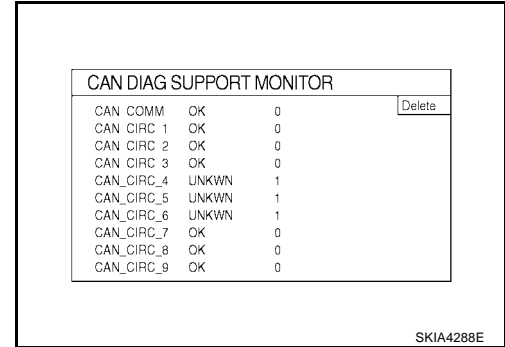 CAN DIAG SUPPORT MONITOR
Delete
CAN COMM OK 0
CAN CIRC 1 OK 0
CAN CIRC 2 OK 0
CAN CIRC 3 OK 0
CAN_CIRC_4 UNKWN 1
CAN_CIRC_5 UNKWN 1
CAN_CIRC_6 UNKWN 1
CAN_CIRC_7 OK 0
CAN_CIRC_8 OK 0
CAN_CIRC_9 OK 0
SKIA4288E